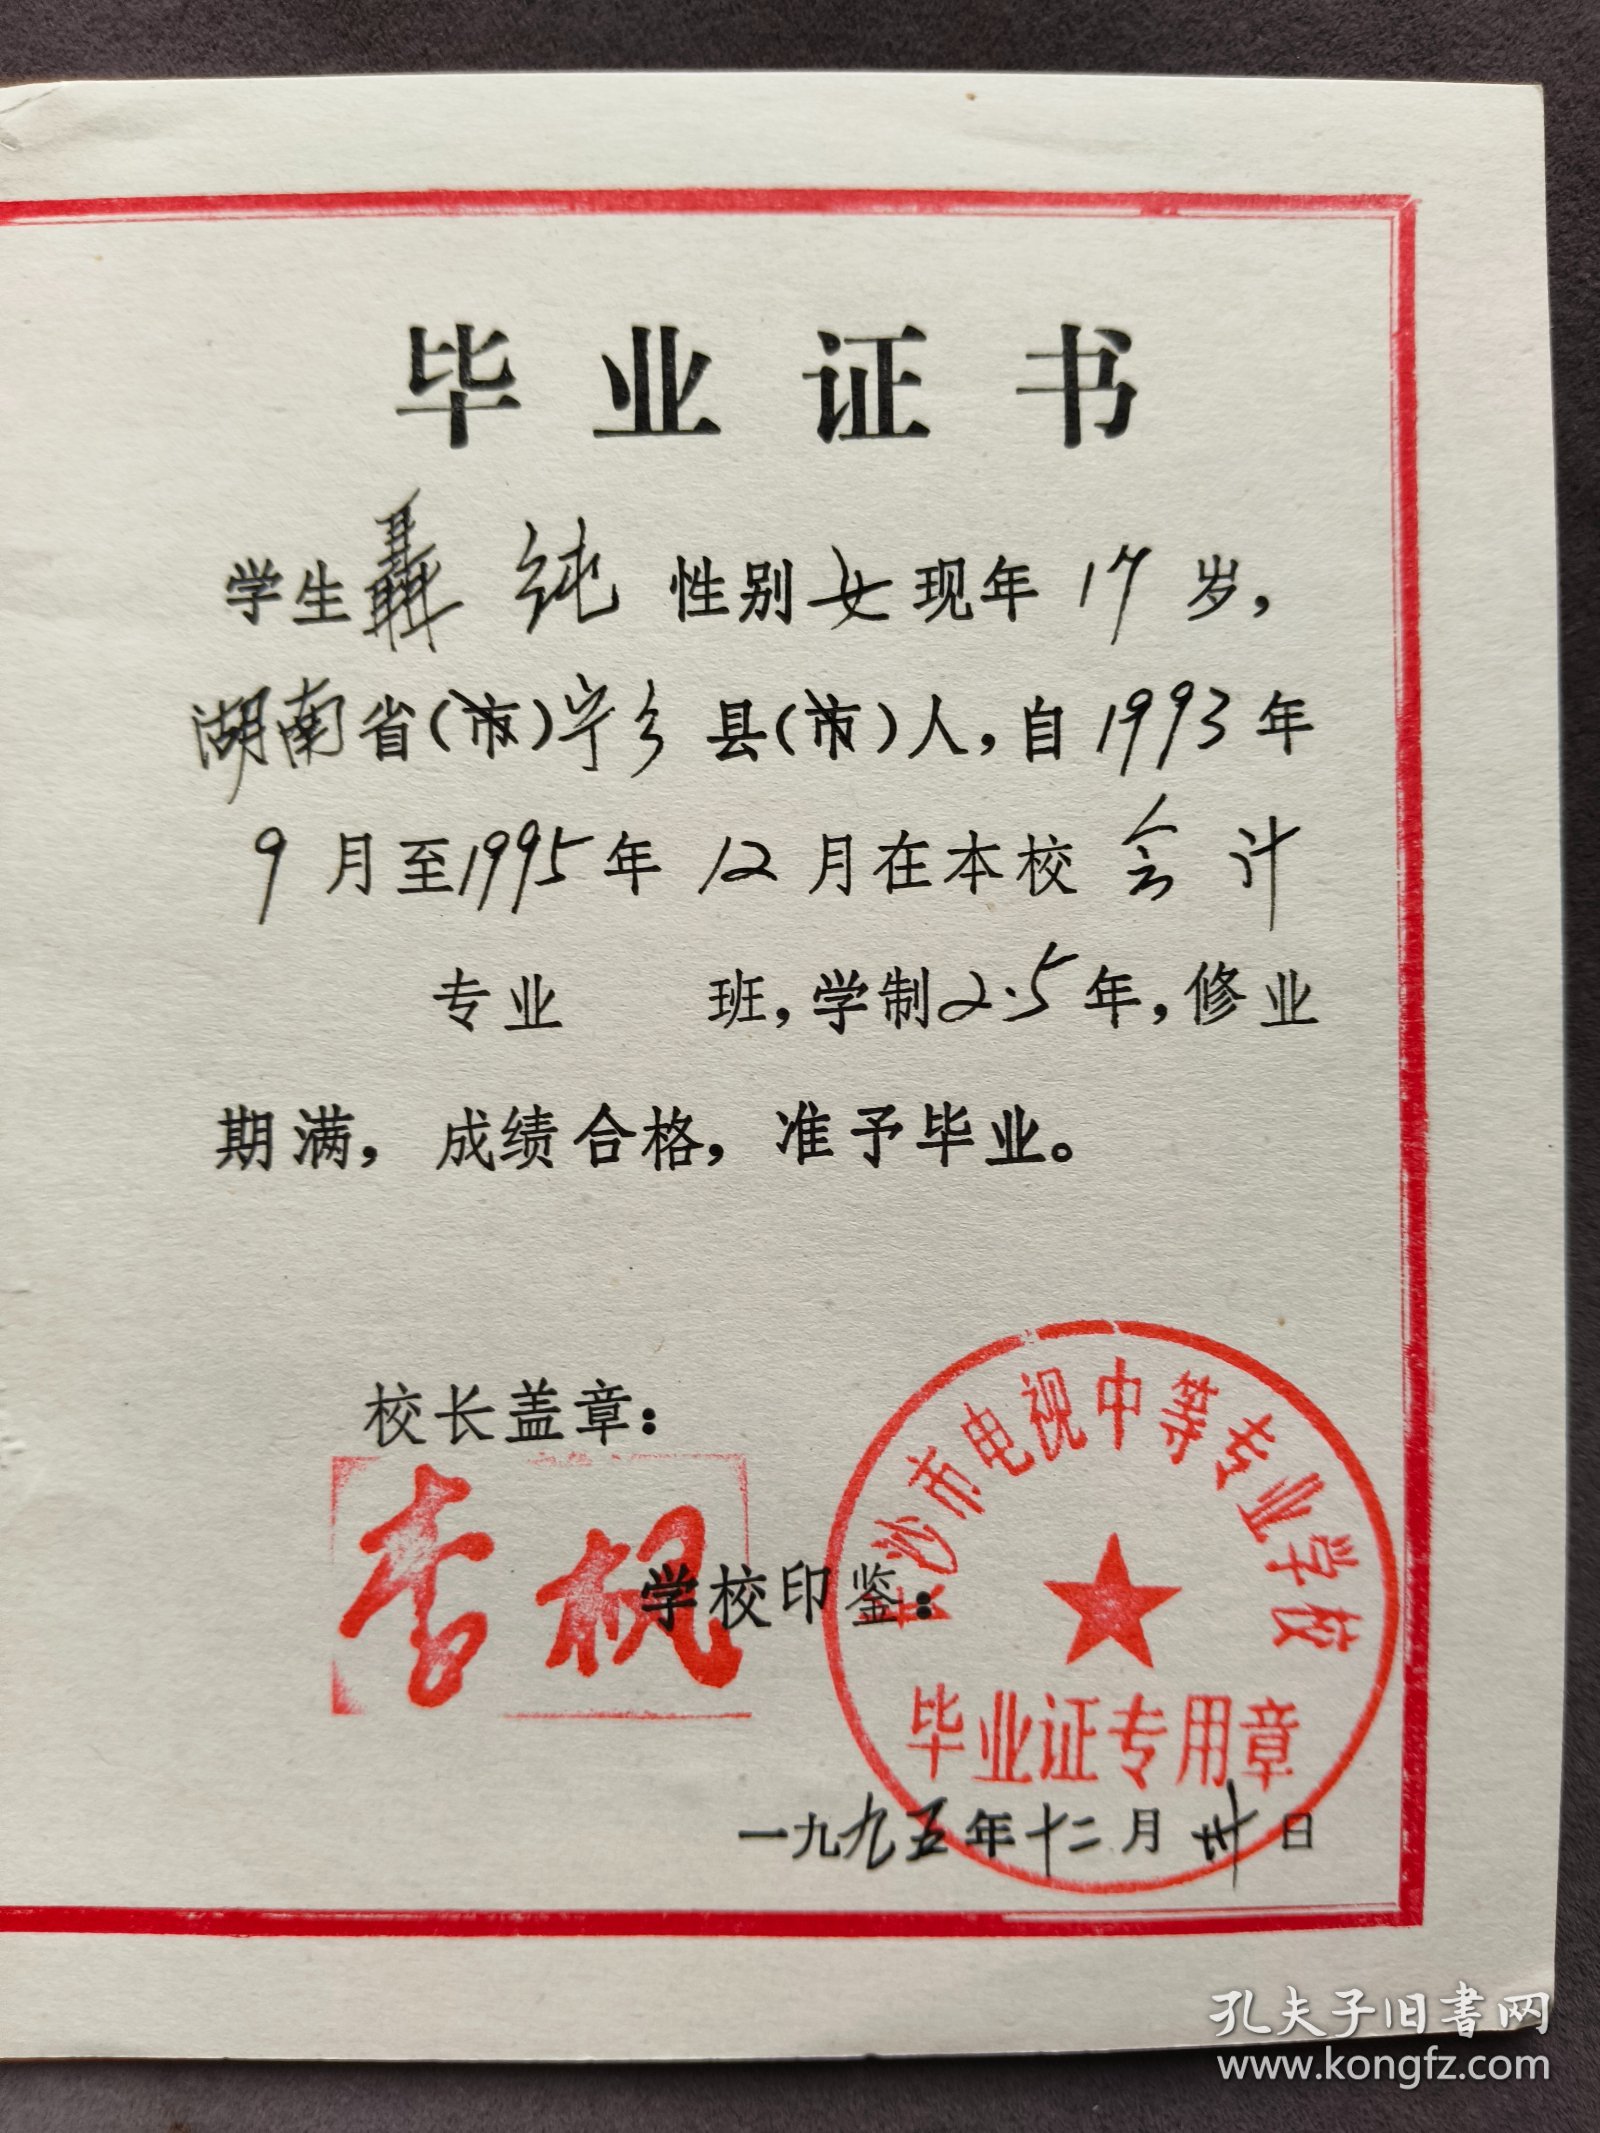 毕业证书
学生聶纯性别女现年17岁，
湖南省（市）宁乡县（市）人，自1993年
9月至1995年12月在本校会计
专业 班，学制2.5年，修业
期满，成绩合格，准予毕业。
校长盖章：
李枫
学校印鉴：
长沙市电视中等专业学校
毕业证专用章
一九九五年十二月卅日
孔夫子旧書网
www.kongfz.com